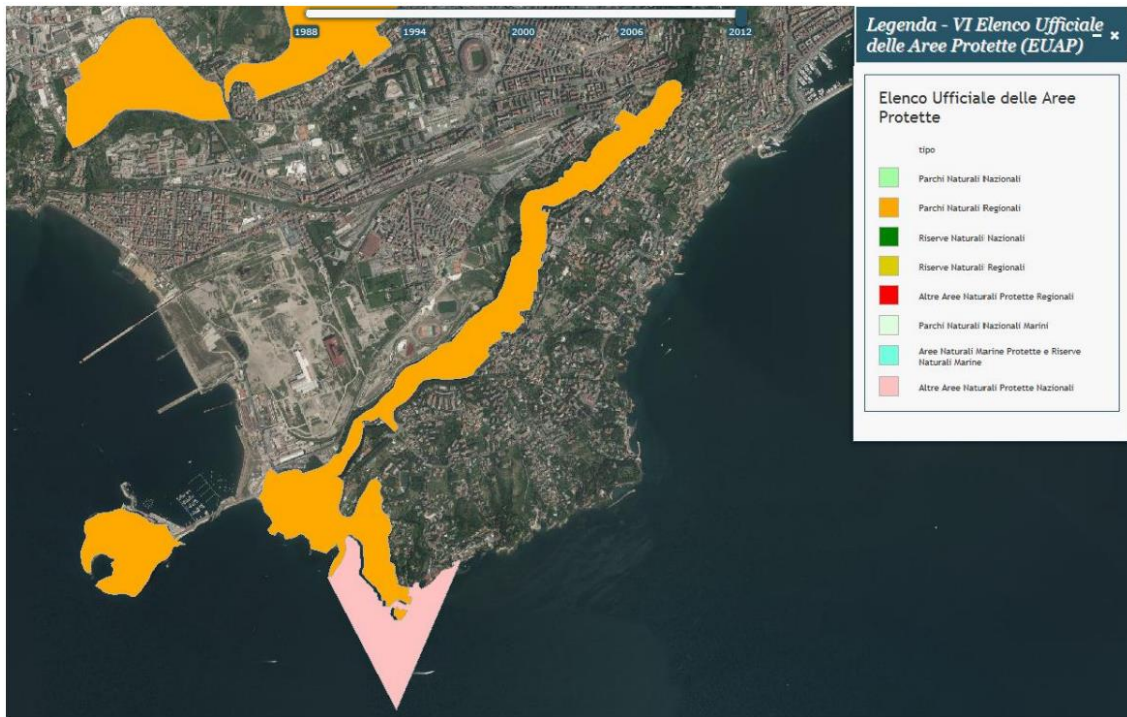 1988 1994 2000 2006 2012
Legenda - VI Elenco Ufficiale
delle Aree Protette (EUAP)
Elenco Ufficiale delle Aree
Protette
tipo
Parchi Naturali Nazionali
Parchi Naturali Regionali
Riserve Naturali Nazionali
Riserve Naturali Regionali
Altre Aree Naturali Protette Regionali
Parchi Naturali Nazionali Marini
Aree Naturali Marine Protette e Riserve
Naturali Marine
Altre Aree Naturali Protette Nazionali